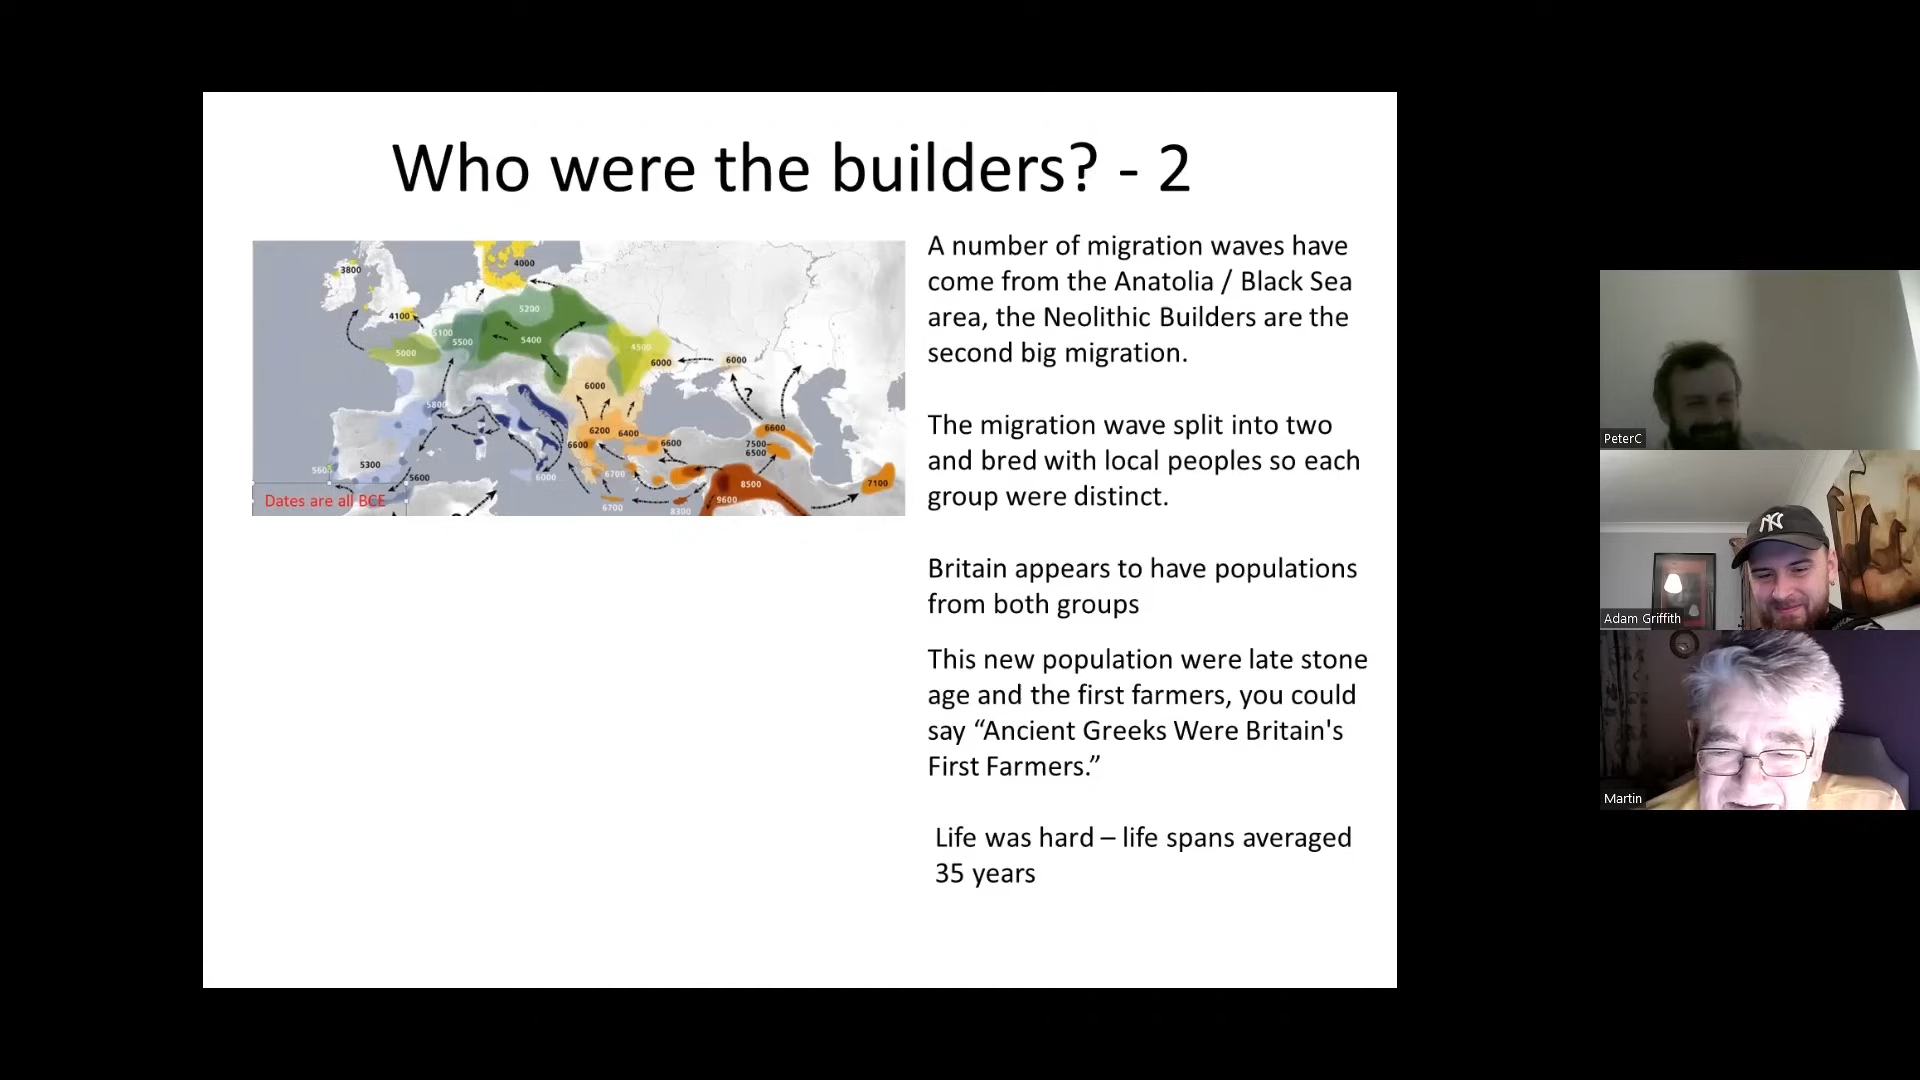 Who were the builders? - 2
A number of migration waves have
come from the Anatolia / Black Sea
area, the Neolithic Builders are the
second big migration.
The migration wave split into two
and bred with local peoples so each
group were distinct.
Britain appears to have populations
from both groups
This new population were late stone
age and the first farmers, you could
say “Ancient Greeks Were Britain's
First Farmers.”
Life was hard – life spans averaged
35 years
3800
4000
4100
5200
5100
5500
5400
5000
4500
6000
6000
6000
?
5800
6200
6400
6600
6600
6600
7500
6500
5300
5600
6000
6700
8500
7100
9600
6700
8300
Dates are all BCE
PeterC
Adam Griffith
Martin